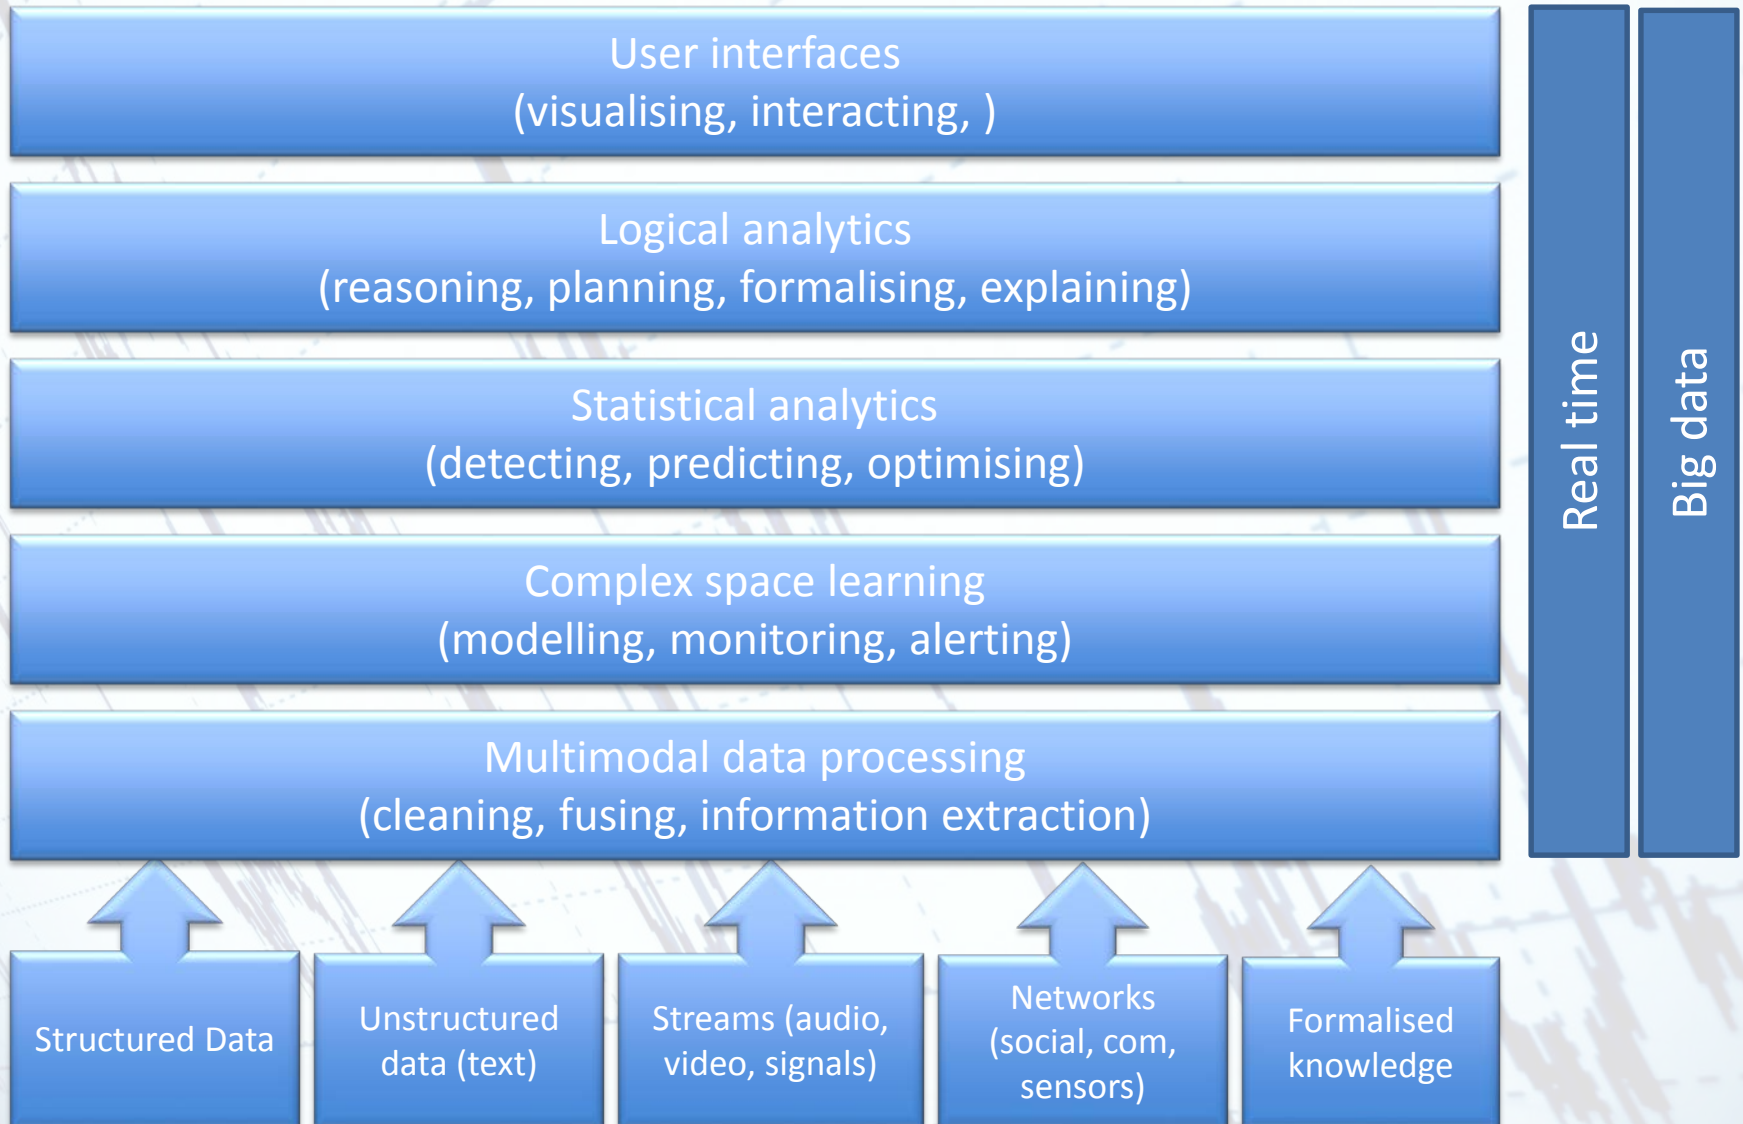 User interfaces
(visualising, interacting, )
Logical analytics
(reasoning, planning, formalising, explaining)
Statistical analytics
(detecting, predicting, optimising)
Complex space learning
(modelling, monitoring, alerting)
Multimodal data processing
(cleaning, fusing, information extraction)
Real time
Big data
Structured Data
Unstructured
data (text)
Streams (audio,
video, signals)
Networks
(social, com,
sensors)
Formalised
knowledge